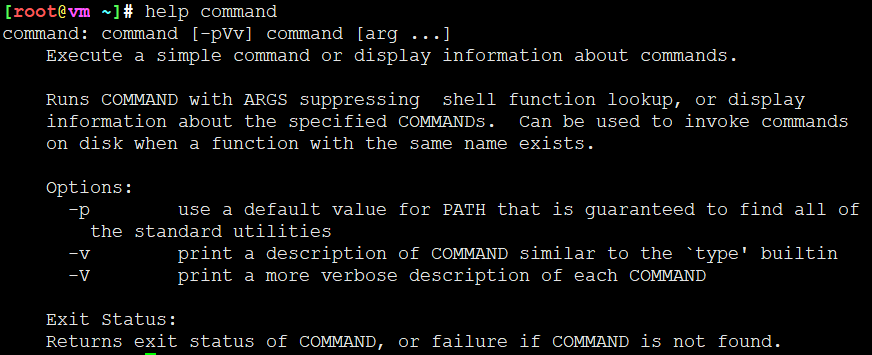 [root@vm ~]# help command
command: command [-pVv] command [arg ...]
    Execute a simple command or display information about commands.

    Runs COMMAND with ARGS suppressing  shell function lookup, or display
    information about the specified COMMANDs.  Can be used to invoke commands
    on disk when a function with the same name exists.

    Options:
      -p        use a default value for PATH that is guaranteed to find all of
        the standard utilities
      -v        print a description of COMMAND similar to the `type' builtin
      -V        print a more verbose description of each COMMAND

    Exit Status:
    Returns exit status of COMMAND, or failure if COMMAND is not found.